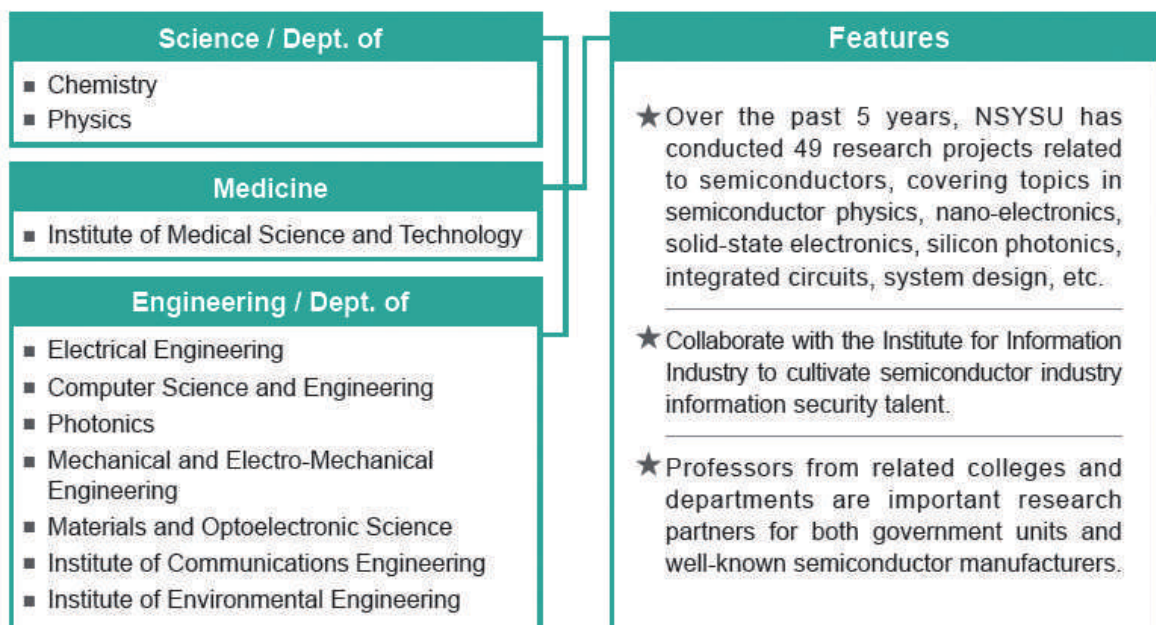 Science / Dept. of
Chemistry
Physics
Medicine
Institute of Medical Science and Technology
Engineering / Dept. of
Electrical Engineering
Computer Science and Engineering
Photonics
Mechanical and Electro-Mechanical
Engineering
Materials and Optoelectronic Science
Institute of Communications Engineering
Institute of Environmental Engineering
Features
Over the past 5 years, NSYSU has
conducted 49 research projects related
to semiconductors, covering topics in
semiconductor physics, nano-electronics,
solid-state electronics, silicon photonics,
integrated circuits, system design, etc.
Collaborate with the Institute for Information
Industry to cultivate semiconductor industry
information security talent.
Professors from related colleges and
departments are important research
partners for both government units and
well-known semiconductor manufacturers.